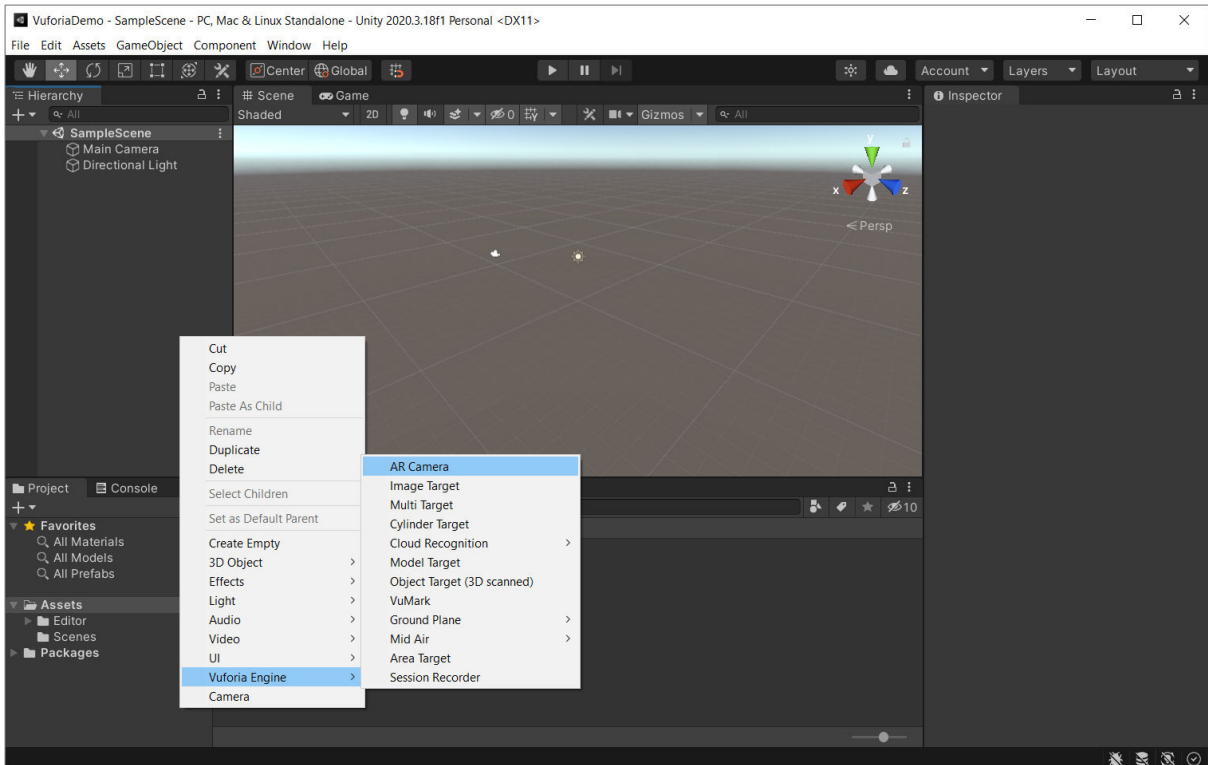 VuforiaDemo - SampleScene - PC, Mac & Linux Standalone - Unity 2020.3.18f1 Personal <DX11>
File Edit Assets GameObject Component Window Help
Center Global Account Layers Layout
Hierarchy
All
SampleScene
Main Camera
Directional Light
# Scene Game
Shaded 2D 0 Gizmos All
y
x z
Persp
Inspector
Cut
Copy
Paste
Paste As Child
Rename
Duplicate
Delete
Select Children
Set as Default Parent
Create Empty
3D Object
Effects
Light
Audio
Video
UI
Vuforia Engine
Camera
AR Camera
Image Target
Multi Target
Cylinder Target
Cloud Recognition
Model Target
Object Target (3D scanned)
VuMark
Ground Plane
Mid Air
Area Target
Session Recorder
Project Console
10
Favorites
All Materials
All Models
All Prefabs
Assets
Editor
Scenes
Packages